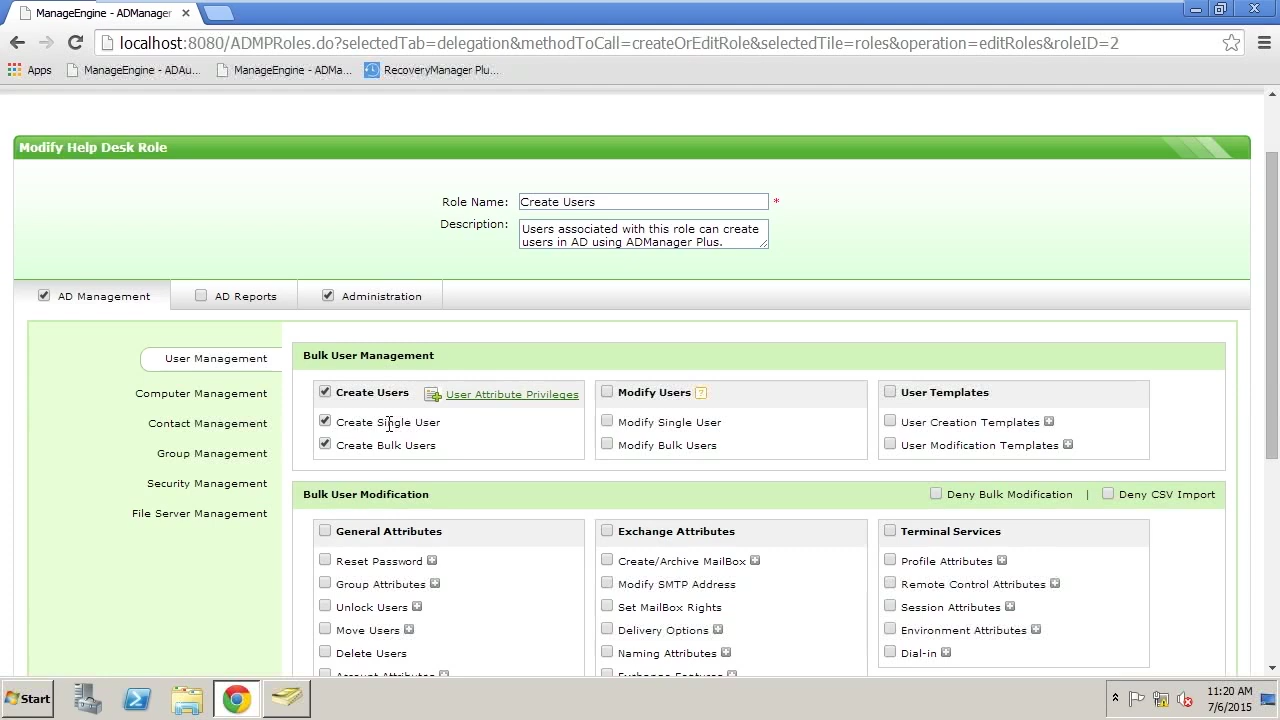 ManageEngine - ADManager
localhost:8080/ADMPRoles.do?selectedTab=delegation&methodToCall=createOrEditRole&selectedTile=roles&operation=editRoles&roleID=2
Apps ManageEngine - ADAu... ManageEngine - ADMa... RecoveryManager Plu...
Modify Help Desk Role
Role Name: Create Users *
Description: Users associated with this role can create
users in AD using ADManager Plus.
AD Management AD Reports Administration
User Management
Computer Management
Contact Management
Group Management
Security Management
File Server Management
Bulk User Management
Create Users User Attribute Privileges Modify Users ? User Templates
Create Single User Modify Single User User Creation Templates
Create Bulk Users Modify Bulk Users User Modification Templates
Bulk User Modification Deny Bulk Modification | Deny CSV Import
General Attributes Exchange Attributes Terminal Services
Reset Password Create/Archive MailBox Profile Attributes
Group Attributes Modify SMTP Address Remote Control Attributes
Unlock Users Set MailBox Rights Session Attributes
Move Users Delivery Options Environment Attributes
Delete Users Naming Attributes Dial-in
Account Attributes Exchange Features
Start 11:20 AM
7/6/2015